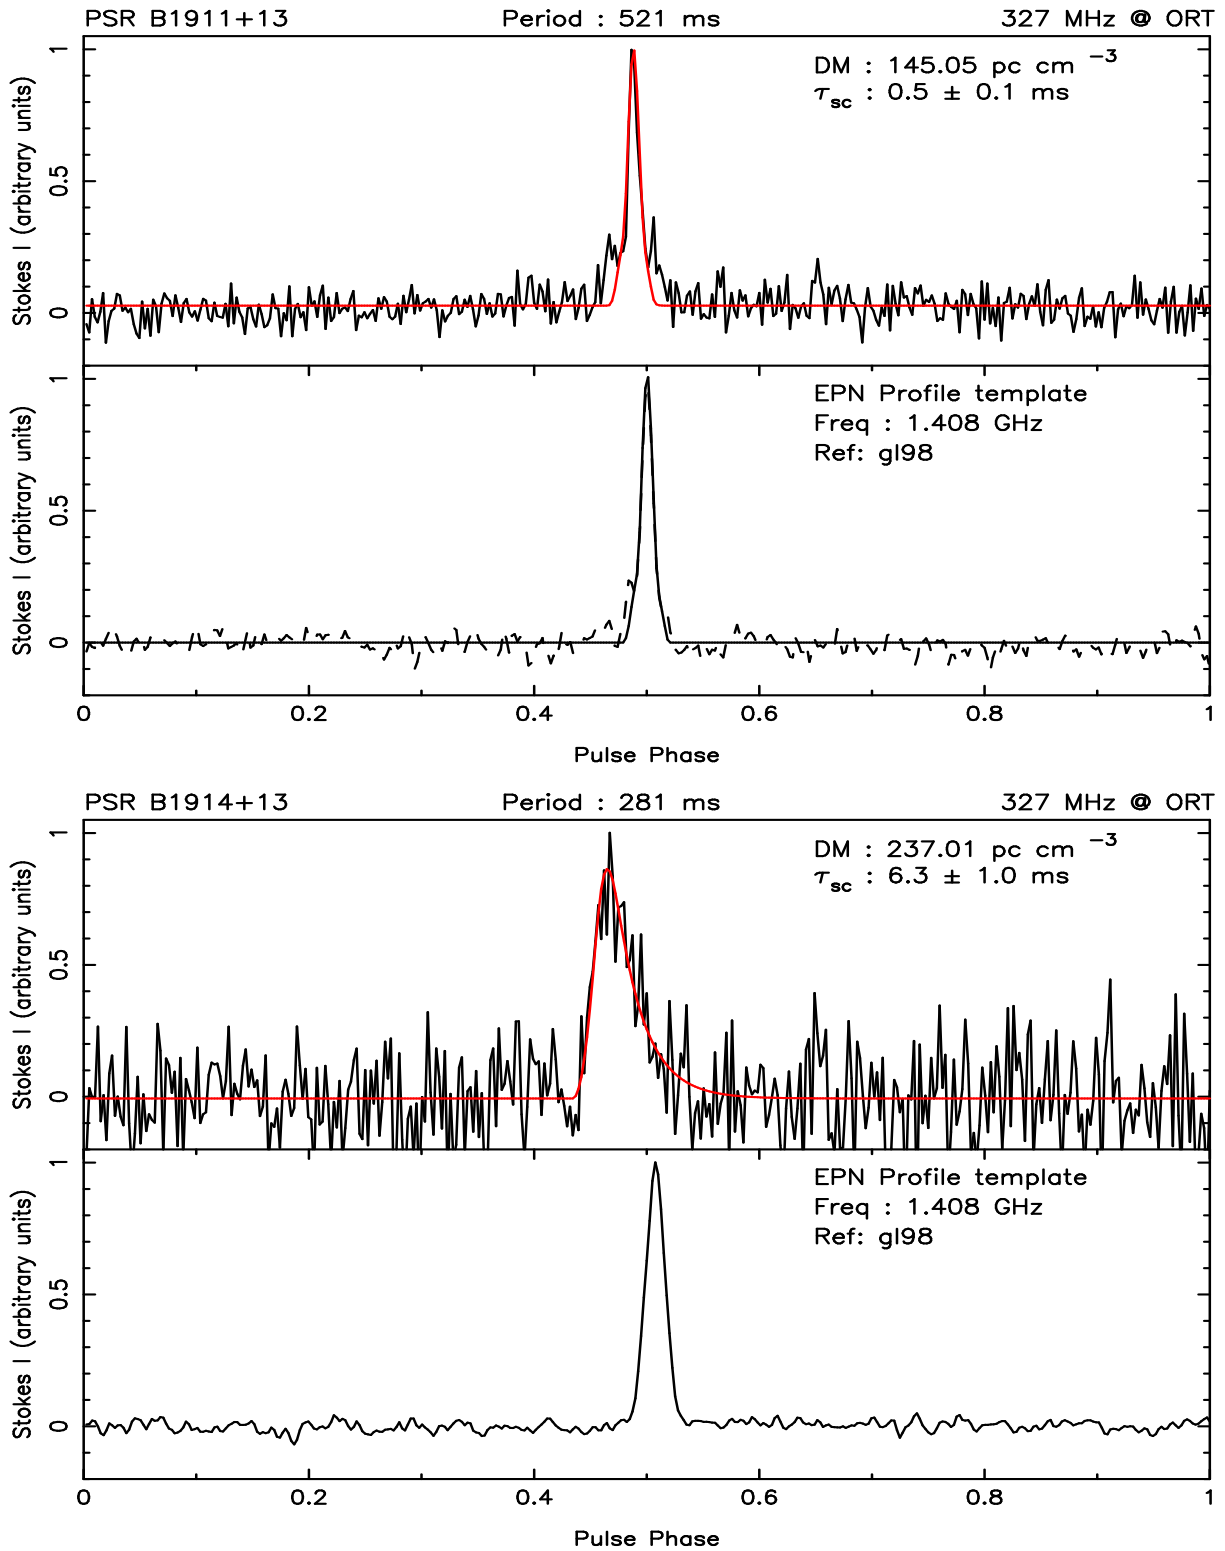 PSR B1911+13 Period : 521 ms 327 MHz @ ORT
DM : 145.05 pc cm −3
τsc : 0.5 ± 0.1 ms
Stokes I (arbitrary units)
1
0.5
0
EPN Profile template
Freq : 1.408 GHz
Ref: gl98
Stokes I (arbitrary units)
1
0.5
0
0 0.2 0.4 0.6 0.8 1
Pulse Phase
PSR B1914+13 Period : 281 ms 327 MHz @ ORT
DM : 237.01 pc cm −3
τsc : 6.3 ± 1.0 ms
Stokes I (arbitrary units)
1
0.5
0
EPN Profile template
Freq : 1.408 GHz
Ref: gl98
Stokes I (arbitrary units)
1
0.5
0
0 0.2 0.4 0.6 0.8 1
Pulse Phase